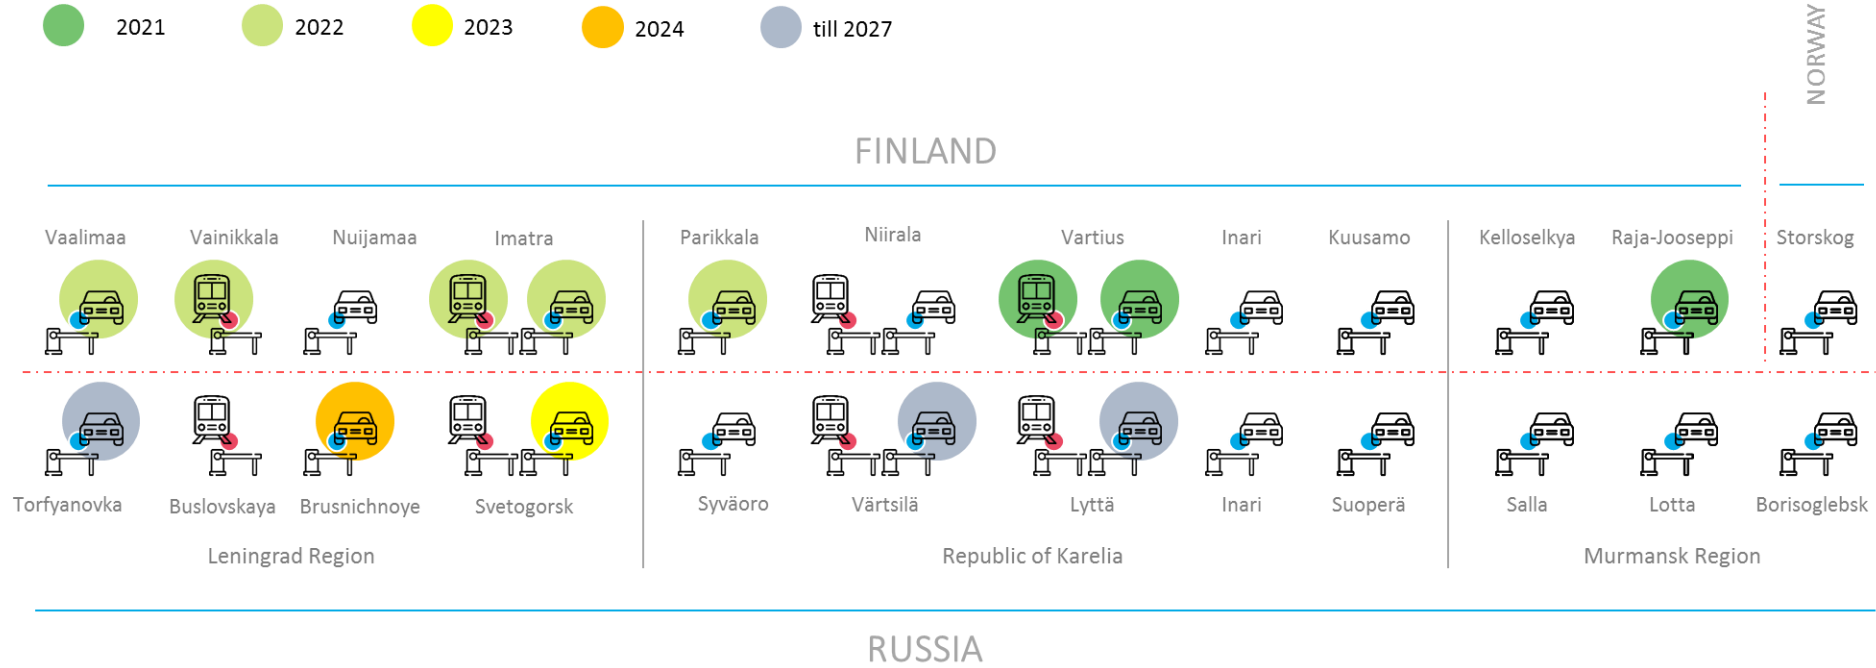 2021 2022 2023 2024 till 2027
NORWAY
FINLAND
Vaalimaa Vainikkala Nuijamaa Imatra Parikkala Niirala Vartius Inari Kuusamo Kelloselkya Raja-Jooseppi Storskog
Torfyanovka Buslovskaya Brusnichnoye Svetogorsk Syväoro Värtsilä Lyttä Inari Suoperä Salla Lotta Borisoglebsk
Leningrad Region Republic of Karelia Murmansk Region
RUSSIA